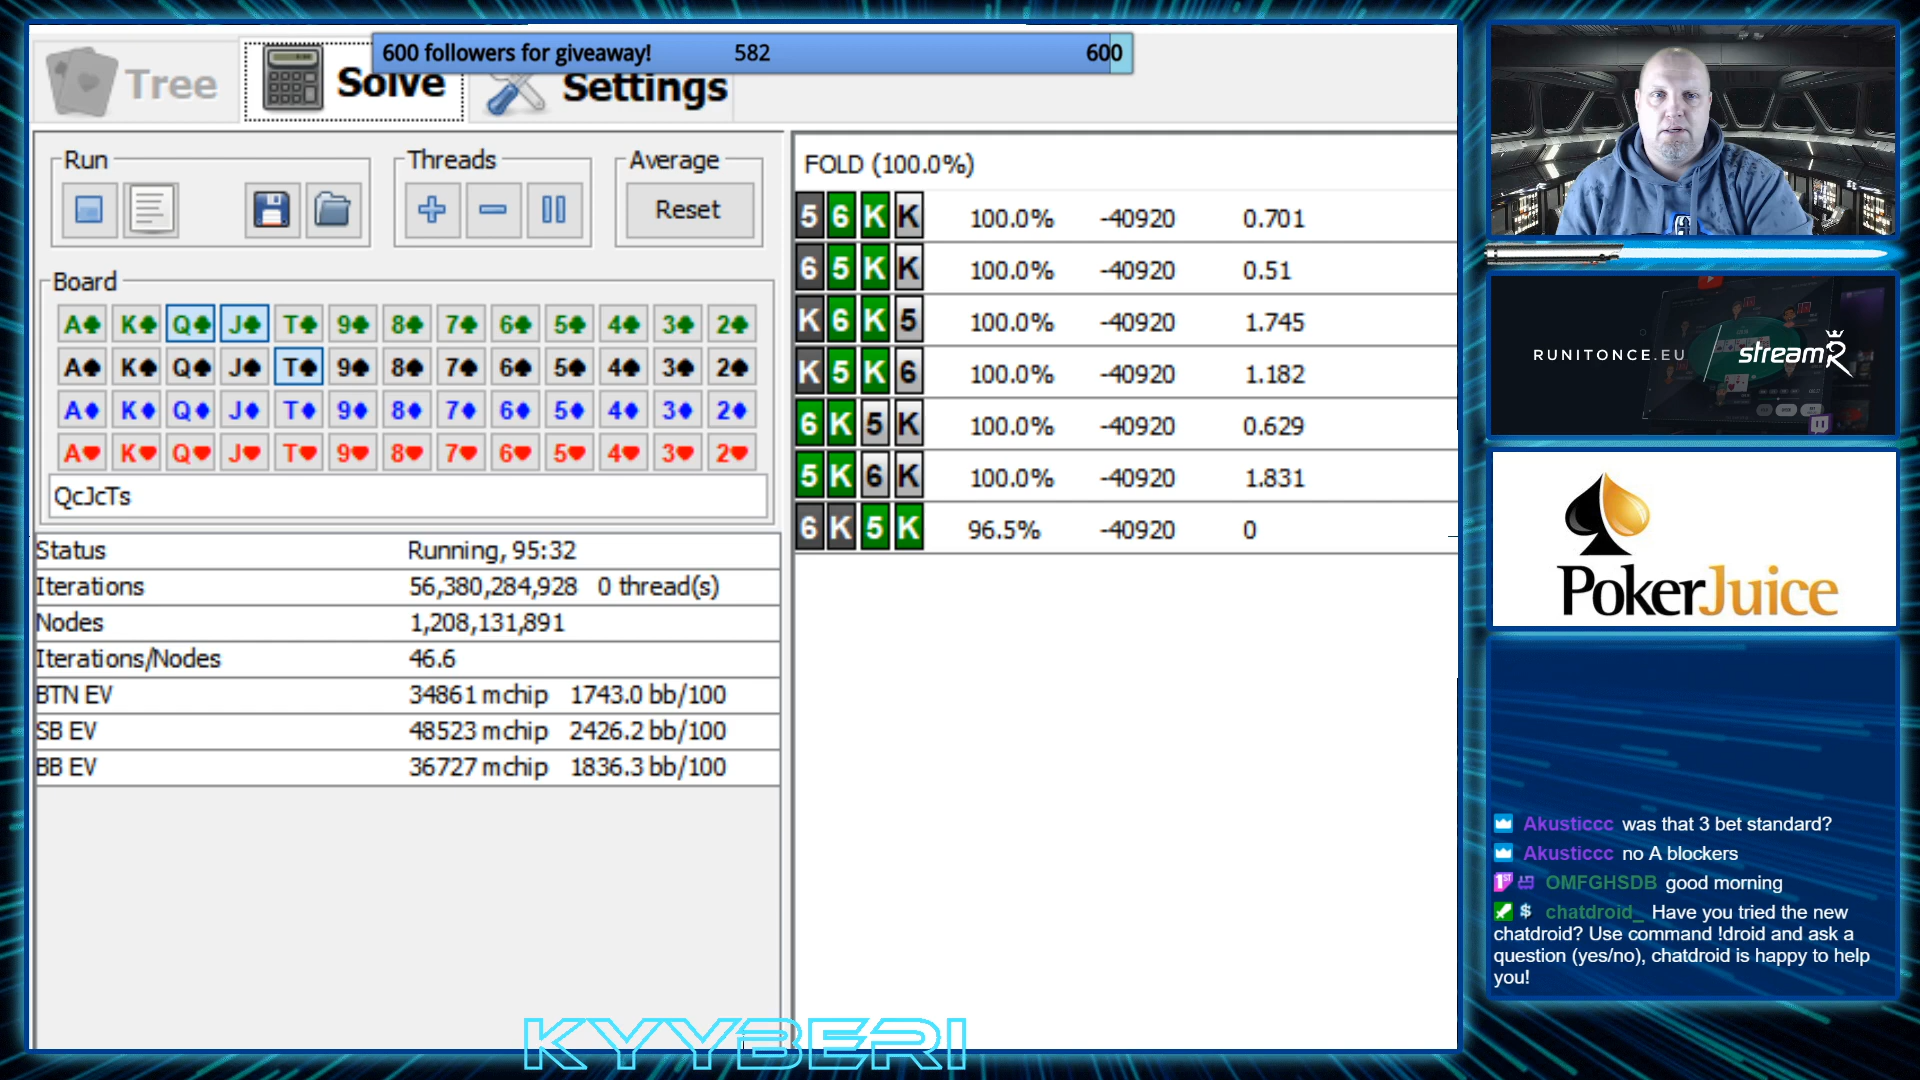 600 followers for giveaway! 582 600
Tree Solve Settings
Run Threads Average
Reset
Board
A♣ K♣ Q♣ J♣ T♣ 9♣ 8♣ 7♣ 6♣ 5♣ 4♣ 3♣ 2♣
A♠ K♠ Q♠ J♠ T♠ 9♠ 8♠ 7♠ 6♠ 5♠ 4♠ 3♠ 2♠
A♦ K♦ Q♦ J♦ T♦ 9♦ 8♦ 7♦ 6♦ 5♦ 4♦ 3♦ 2♦
A♥ K♥ Q♥ J♥ T♥ 9♥ 8♥ 7♥ 6♥ 5♥ 4♥ 3♥ 2♥
QcJcTs
Status Running, 95:32
Iterations 56,380,284,928 0 thread(s)
Nodes 1,208,131,891
Iterations/Nodes 46.6
BTN EV 34861 mchip 1743.0 bb/100
SB EV 48523 mchip 2426.2 bb/100
BB EV 36727 mchip 1836.3 bb/100
FOLD (100.0%)
5 6 K K 100.0% -40920 0.701
6 5 K K 100.0% -40920 0.51
K 6 K 5 100.0% -40920 1.745
K 5 K 6 100.0% -40920 1.182
6 K 5 K 100.0% -40920 0.629
5 K 6 K 100.0% -40920 1.831
6 K 5 K 96.5% -40920 0
RUNITONCE.EU / streamR
PokerJuice
Akusticcc was that 3 bet standard?
Akusticcc no A blockers
1ST OMFGHSDB good morning
$ chatdroid_ Have you tried the new
chatdroid? Use command !droid and ask a
question (yes/no), chatdroid is happy to help
you!
KYYBERI